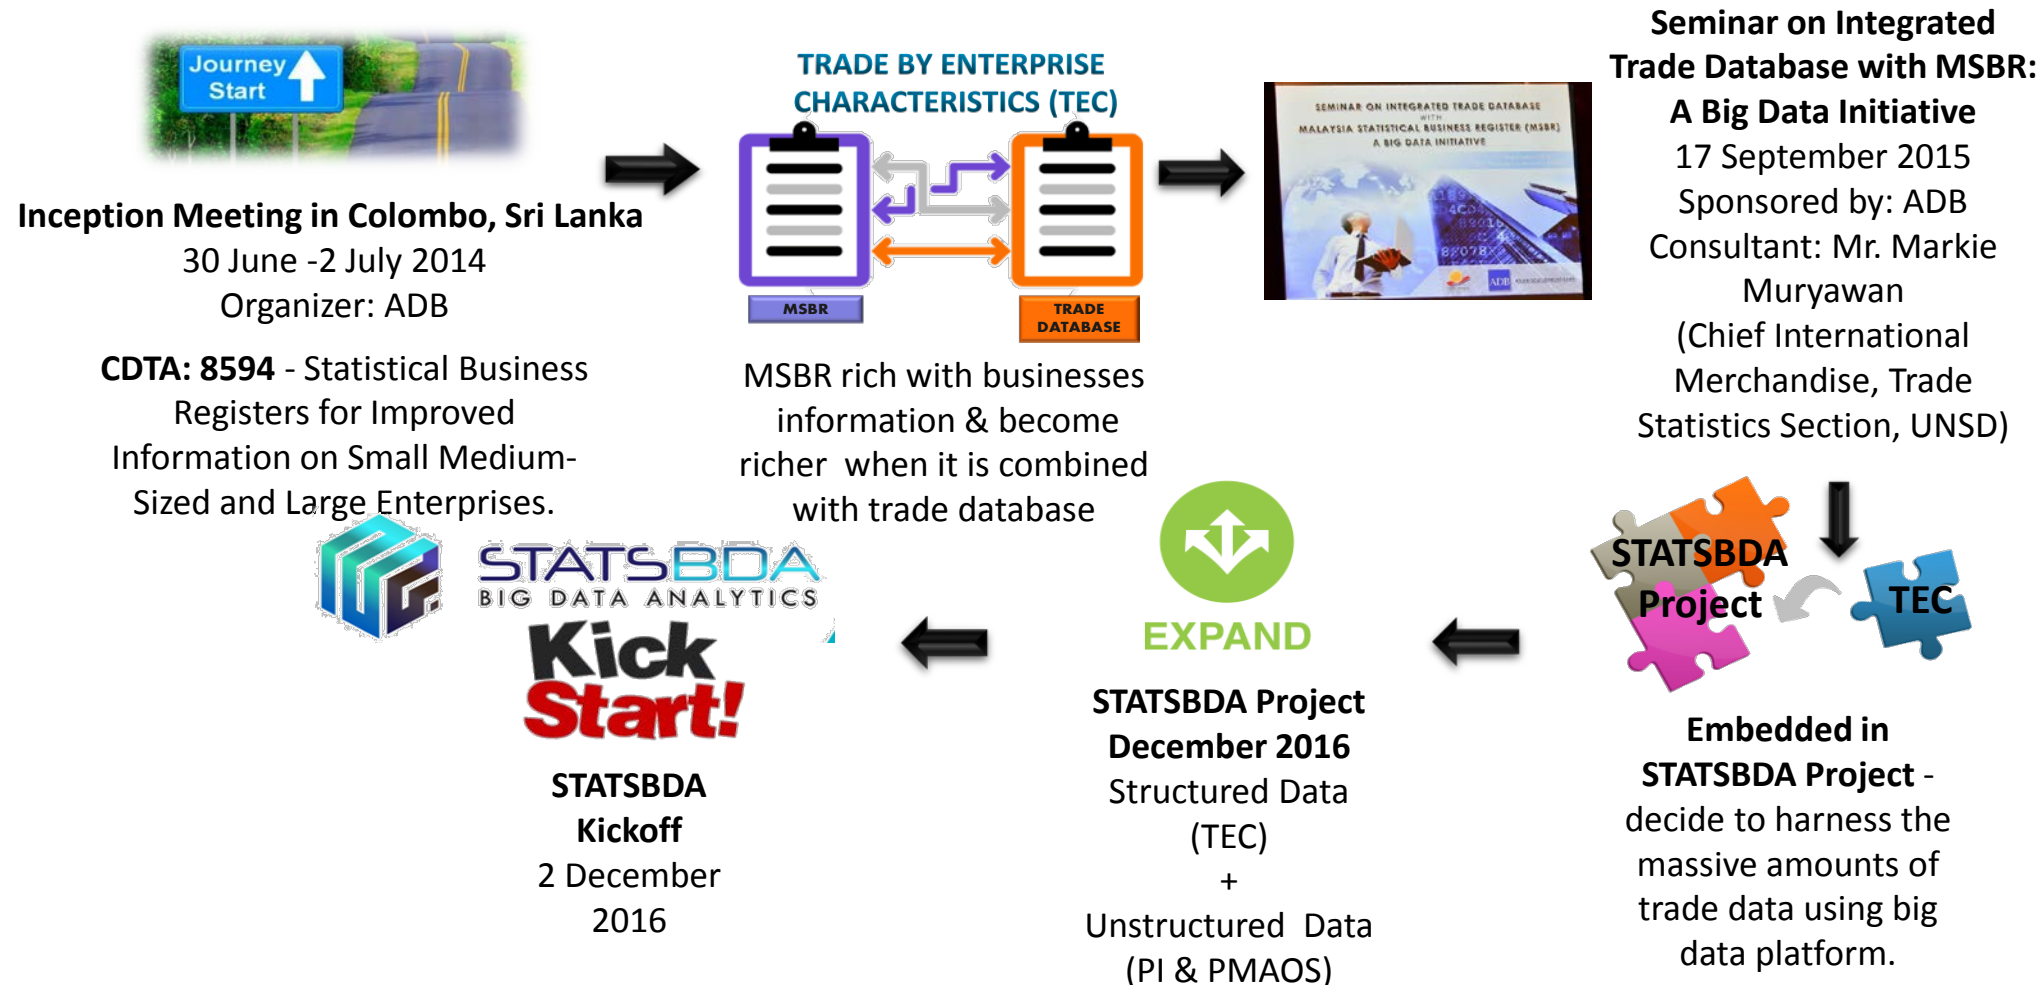 Journey
Start
Inception Meeting in Colombo, Sri Lanka
30 June -2 July 2014
Organizer: ADB
CDTA: 8594 - Statistical Business
Registers for Improved
Information on Small Medium-
Sized and Large Enterprises.
TRADE BY ENTERPRISE
CHARACTERISTICS (TEC)
MSBR
TRADE
DATABASE
MSBR rich with businesses
information & become
richer when it is combined
with trade database
SEMINAR ON INTEGRATED TRADE DATABASE
WITH
MALAYSIA STATISTICAL BUSINESS REGISTER (MSBR)
A BIG DATA INITIATIVE
ADB
Seminar on Integrated
Trade Database with MSBR:
A Big Data Initiative
17 September 2015
Sponsored by: ADB
Consultant: Mr. Markie
Muryawan
(Chief International
Merchandise, Trade
Statistics Section, UNSD)
STATSBDA
Project
TEC
Embedded in
STATSBDA Project -
decide to harness the
massive amounts of
trade data using big
data platform.
EXPAND
STATSBDA Project
December 2016
Structured Data
(TEC)
+
Unstructured Data
(PI & PMAOS)
STATSBDA
BIG DATA ANALYTICS
Kick
Start!
STATSBDA
Kickoff
2 December
2016